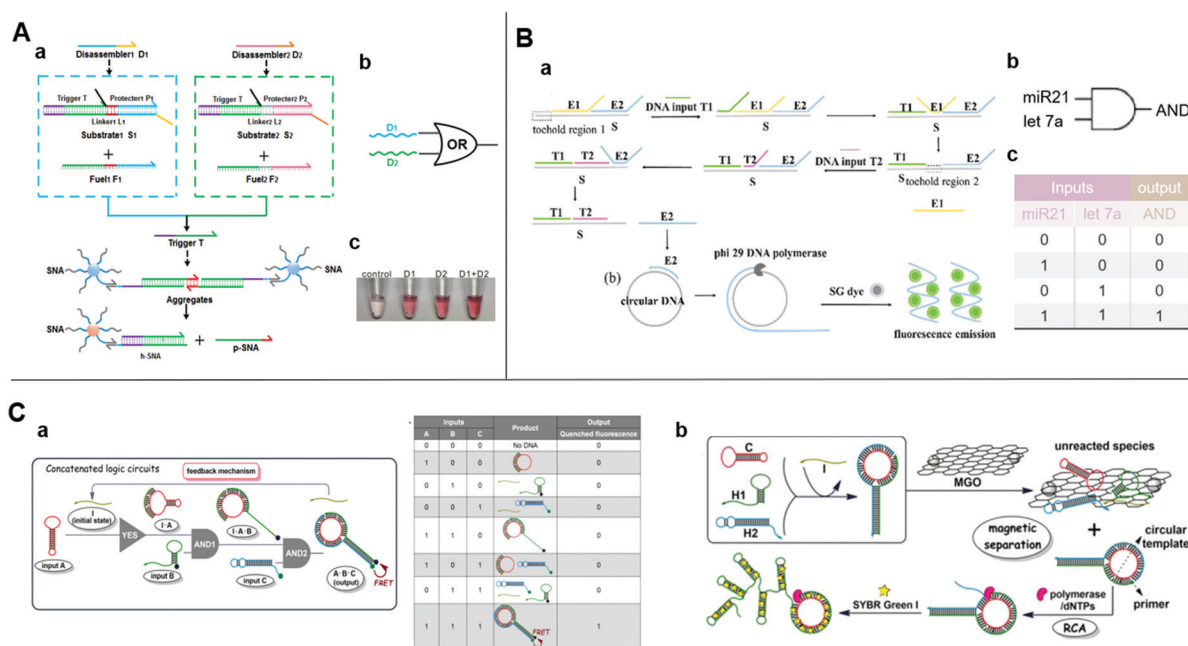 A
a
Disassembler1 D1
Disassembler2 D2
Trigger T
Protecter1 P1
Linker1 L1
Substrate1 S1
+
Fuel1 F1
Trigger T
Protecter2 P2
Linker2 L2
Substrate2 S2
+
Fuel2 F2
Trigger T
SNA
SNA
Aggregates
SNA
h-SNA
+
p-SNA
b
D1
D2
OR
c
control D1 D2 D1+D2
B
a
E1
E2
toehold region 1
S
DNA input T1
E1
E2
S
T1
E1
E2
S
T1
T2
E2
S
T1
T2
E2
S
DNA input T2
T1
E2
S
toehold region 2
E1
T1
T2
S
E2
(b)
E2
circular DNA
phi 29 DNA polymerase
SG dye
fluorescence emission
b
miR21
let 7a
AND
c
Inputs output
miR21 let 7a AND
0 0 0
1 0 0
0 1 0
1 1 1
C
a
Concatenated logic circuits
feedback mechanism
I
(initial state)
input A
YES
I·A
input B
AND1
I·A·B
input C
AND2
A·B·C
(output)
FRET
Inputs Product Output
A B C Quenched fluorescence
0 0 0 No DNA 0
1 0 0 0
0 1 0 0
0 0 1 0
1 1 0 0
1 0 1 0
0 1 1 0
1 1 1 FRET 1
b
C
H1
H2
I
MGO
unreacted species
magnetic
separation
+
circular
template
primer
polymerase
/dNTPs
RCA
SYBR Green I